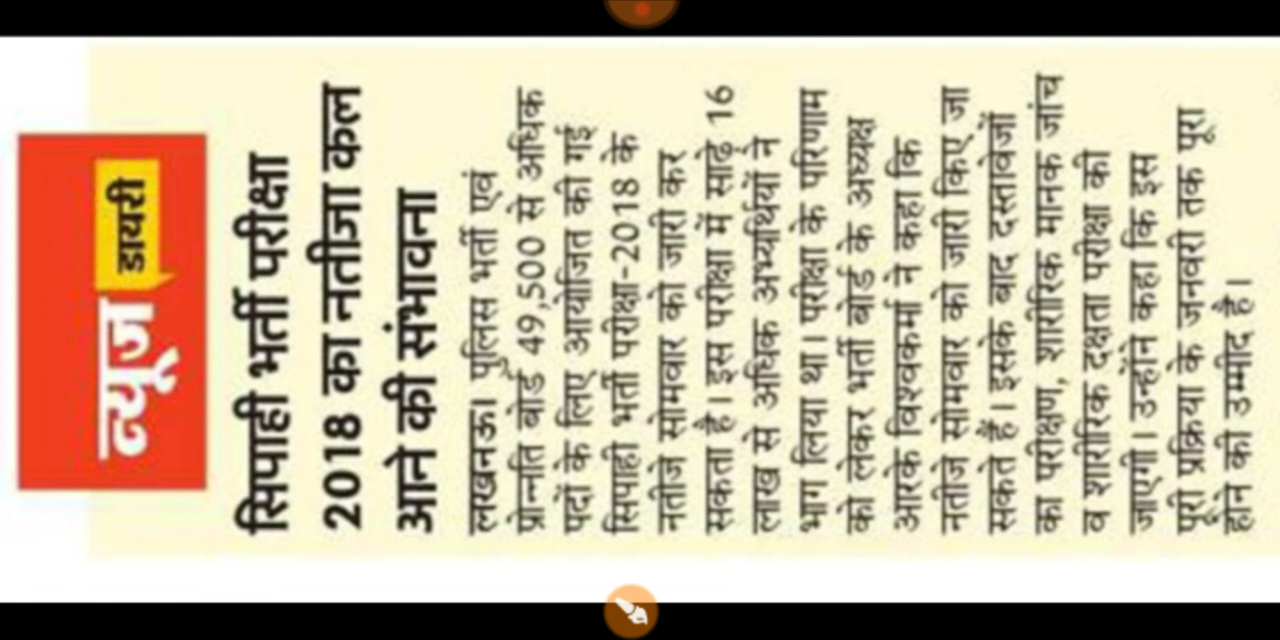 न्यूज डायरी
सिपाही भर्ती परीक्षा
2018 का नतीजा कल
आने की संभावना
लखनऊ। पुलिस भर्ती एवं
प्रोन्नति बोर्ड 49,500 से अधिक
पदों के लिए आयोजित की गई
सिपाही भर्ती परीक्षा-2018 के
नतीजे सोमवार को जारी कर
सकता है। इस परीक्षा में साढ़े 16
लाख से अधिक अभ्यर्थियों ने
भाग लिया था। परीक्षा के परिणाम
को लेकर भर्ती बोर्ड के अध्यक्ष
आरके विश्वकर्मा ने कहा कि
नतीजे सोमवार को जारी किए जा
सकते हैं। इसके बाद दस्तावेजों
का परीक्षण, शारीरिक मानक जांच
व शारीरिक दक्षता परीक्षा की
जाएगी। उन्होंने कहा कि इस
पूरी प्रक्रिया के जनवरी तक पूरा
होने की उम्मीद है।